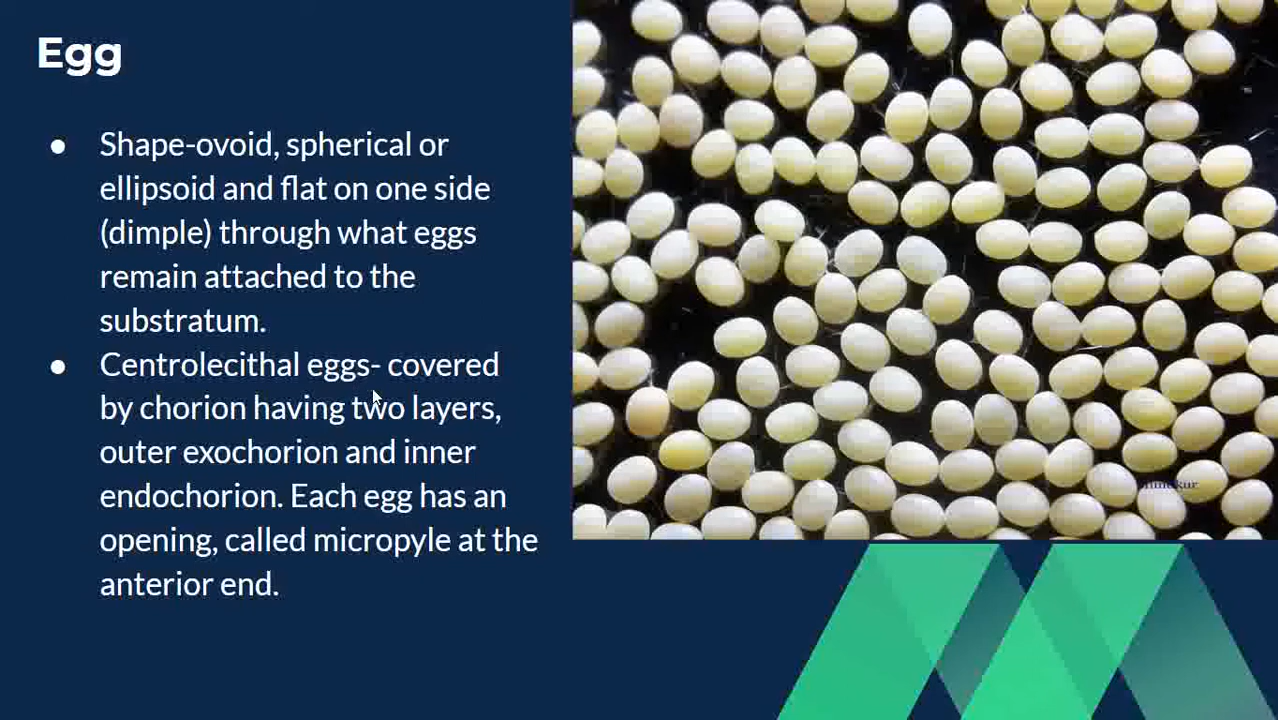 Egg
● Shape-ovoid, spherical or
ellipsoid and flat on one side
(dimple) through what eggs
remain attached to the
substratum.
● Centrolecithal eggs- covered
by chorion having two layers,
outer exochorion and inner
endochorion. Each egg has an
opening, called micropyle at the
anterior end.